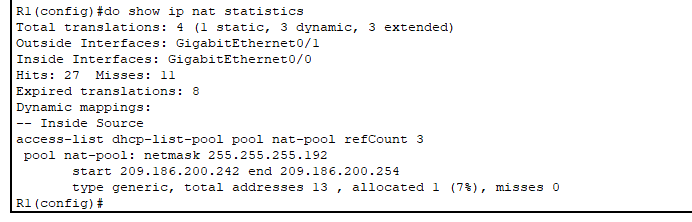 R1(config)#do show ip nat statistics
Total translations: 4 (1 static, 3 dynamic, 3 extended)
Outside Interfaces: GigabitEthernet0/1
Inside Interfaces: GigabitEthernet0/0
Hits: 27  Misses: 11
Expired translations: 8
Dynamic mappings:
-- Inside Source
access-list dhcp-list-pool pool nat-pool refCount 3
 pool nat-pool: netmask 255.255.255.192
       start 209.186.200.242 end 209.186.200.254
       type generic, total addresses 13 , allocated 1 (7%), misses 0
R1(config)#